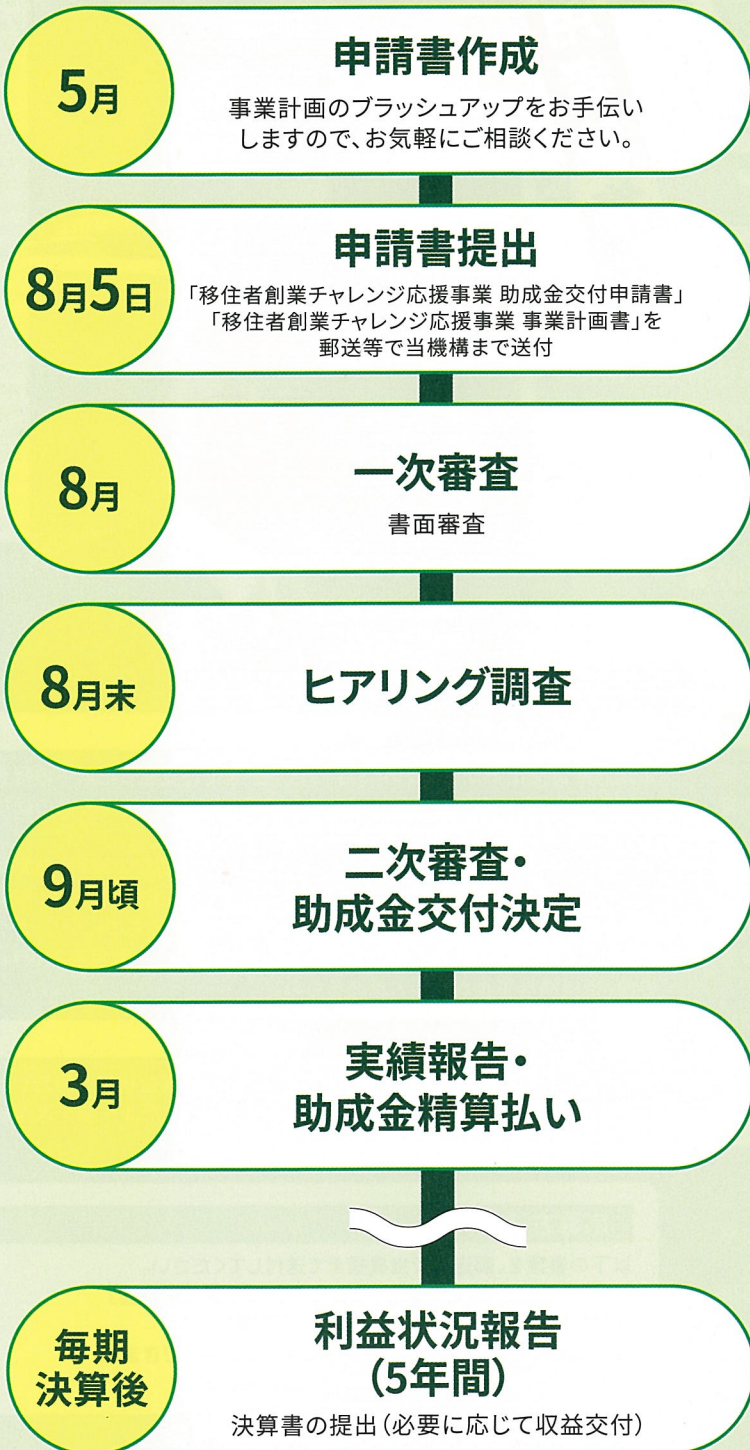 5月
申請書作成
事業計画のブラッシュアップをお手伝い
しますので、お気軽にご相談ください。
8月5日
申請書提出
「移住者創業チャレンジ応援事業 助成金交付申請書」
「移住者創業チャレンジ応援事業 事業計画書」を
郵送等で当機構まで送付
8月
一次審査
書面審査
8月末
ヒアリング調査
9月頃
二次審査・
助成金交付決定
3月
実績報告・
助成金精算払い
毎期
決算後
利益状況報告
(5年間)
決算書の提出(必要に応じて収益交付)